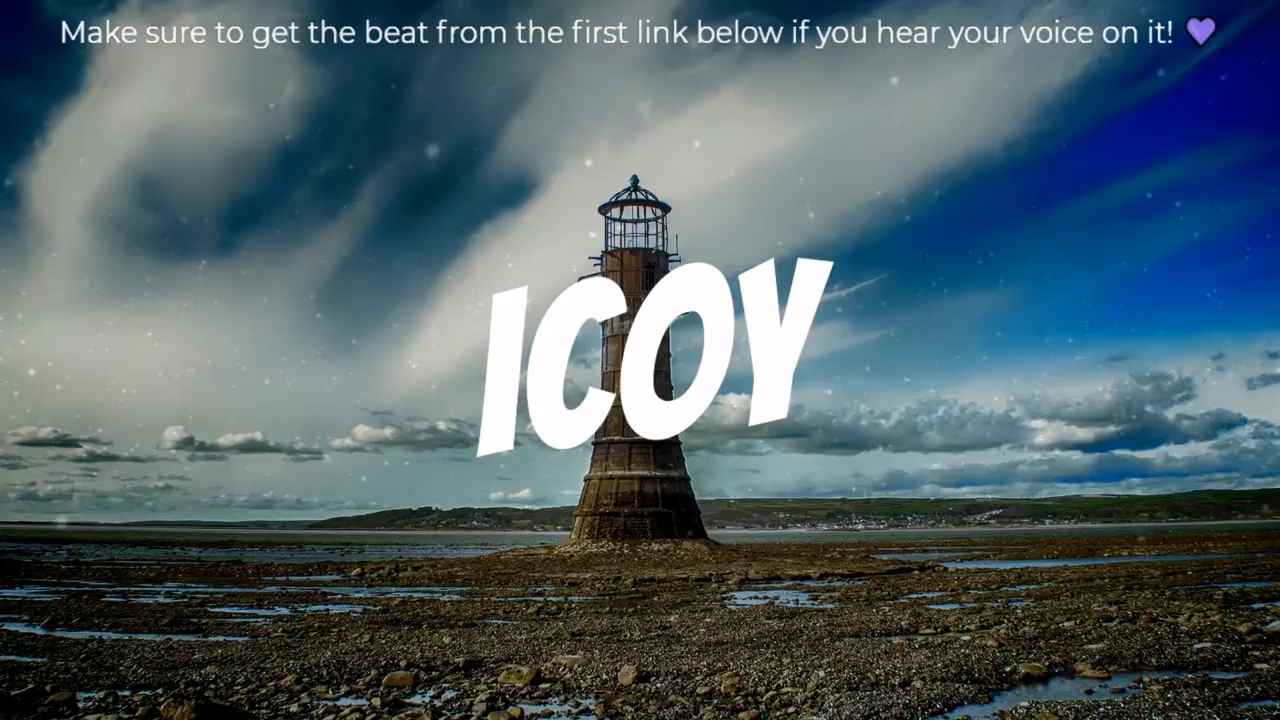 Make sure to get the beat from the first link below if you hear your voice on it! 💜
ICOY